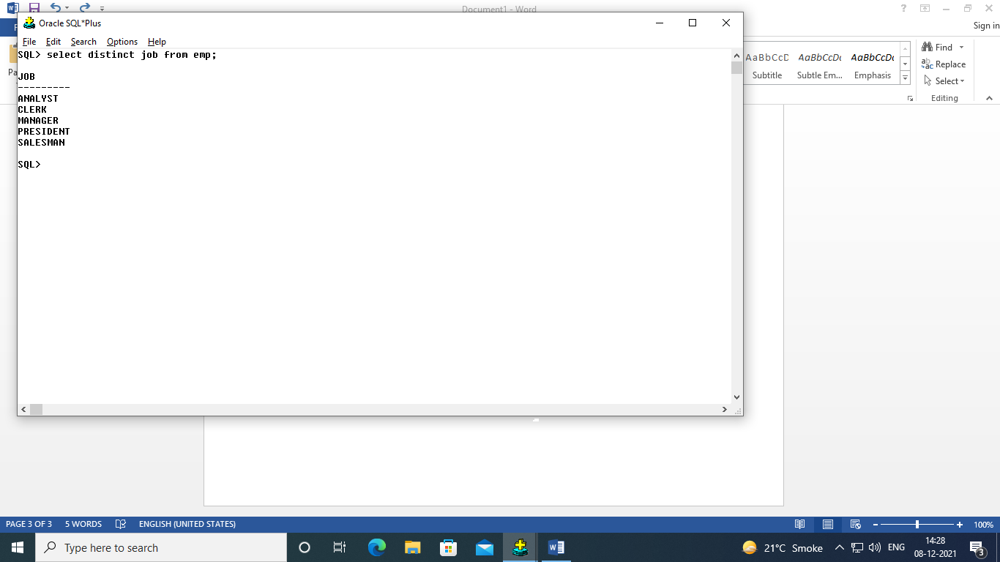 Document1 - Word
Sign in
Oracle SQL*Plus
File Edit Search Options Help
SQL> select distinct job from emp;
JOB
---------
ANALYST
CLERK
MANAGER
PRESIDENT
SALESMAN
SQL>
AaBbCcD AaBbCcDc AaBbCcDc
Subtitle Subtle Em... Emphasis
Find
Replace
Select
Editing
PAGE 3 OF 3 5 WORDS ENGLISH (UNITED STATES) 100%
Type here to search
21°C Smoke ENG
14:28
08-12-2021
3